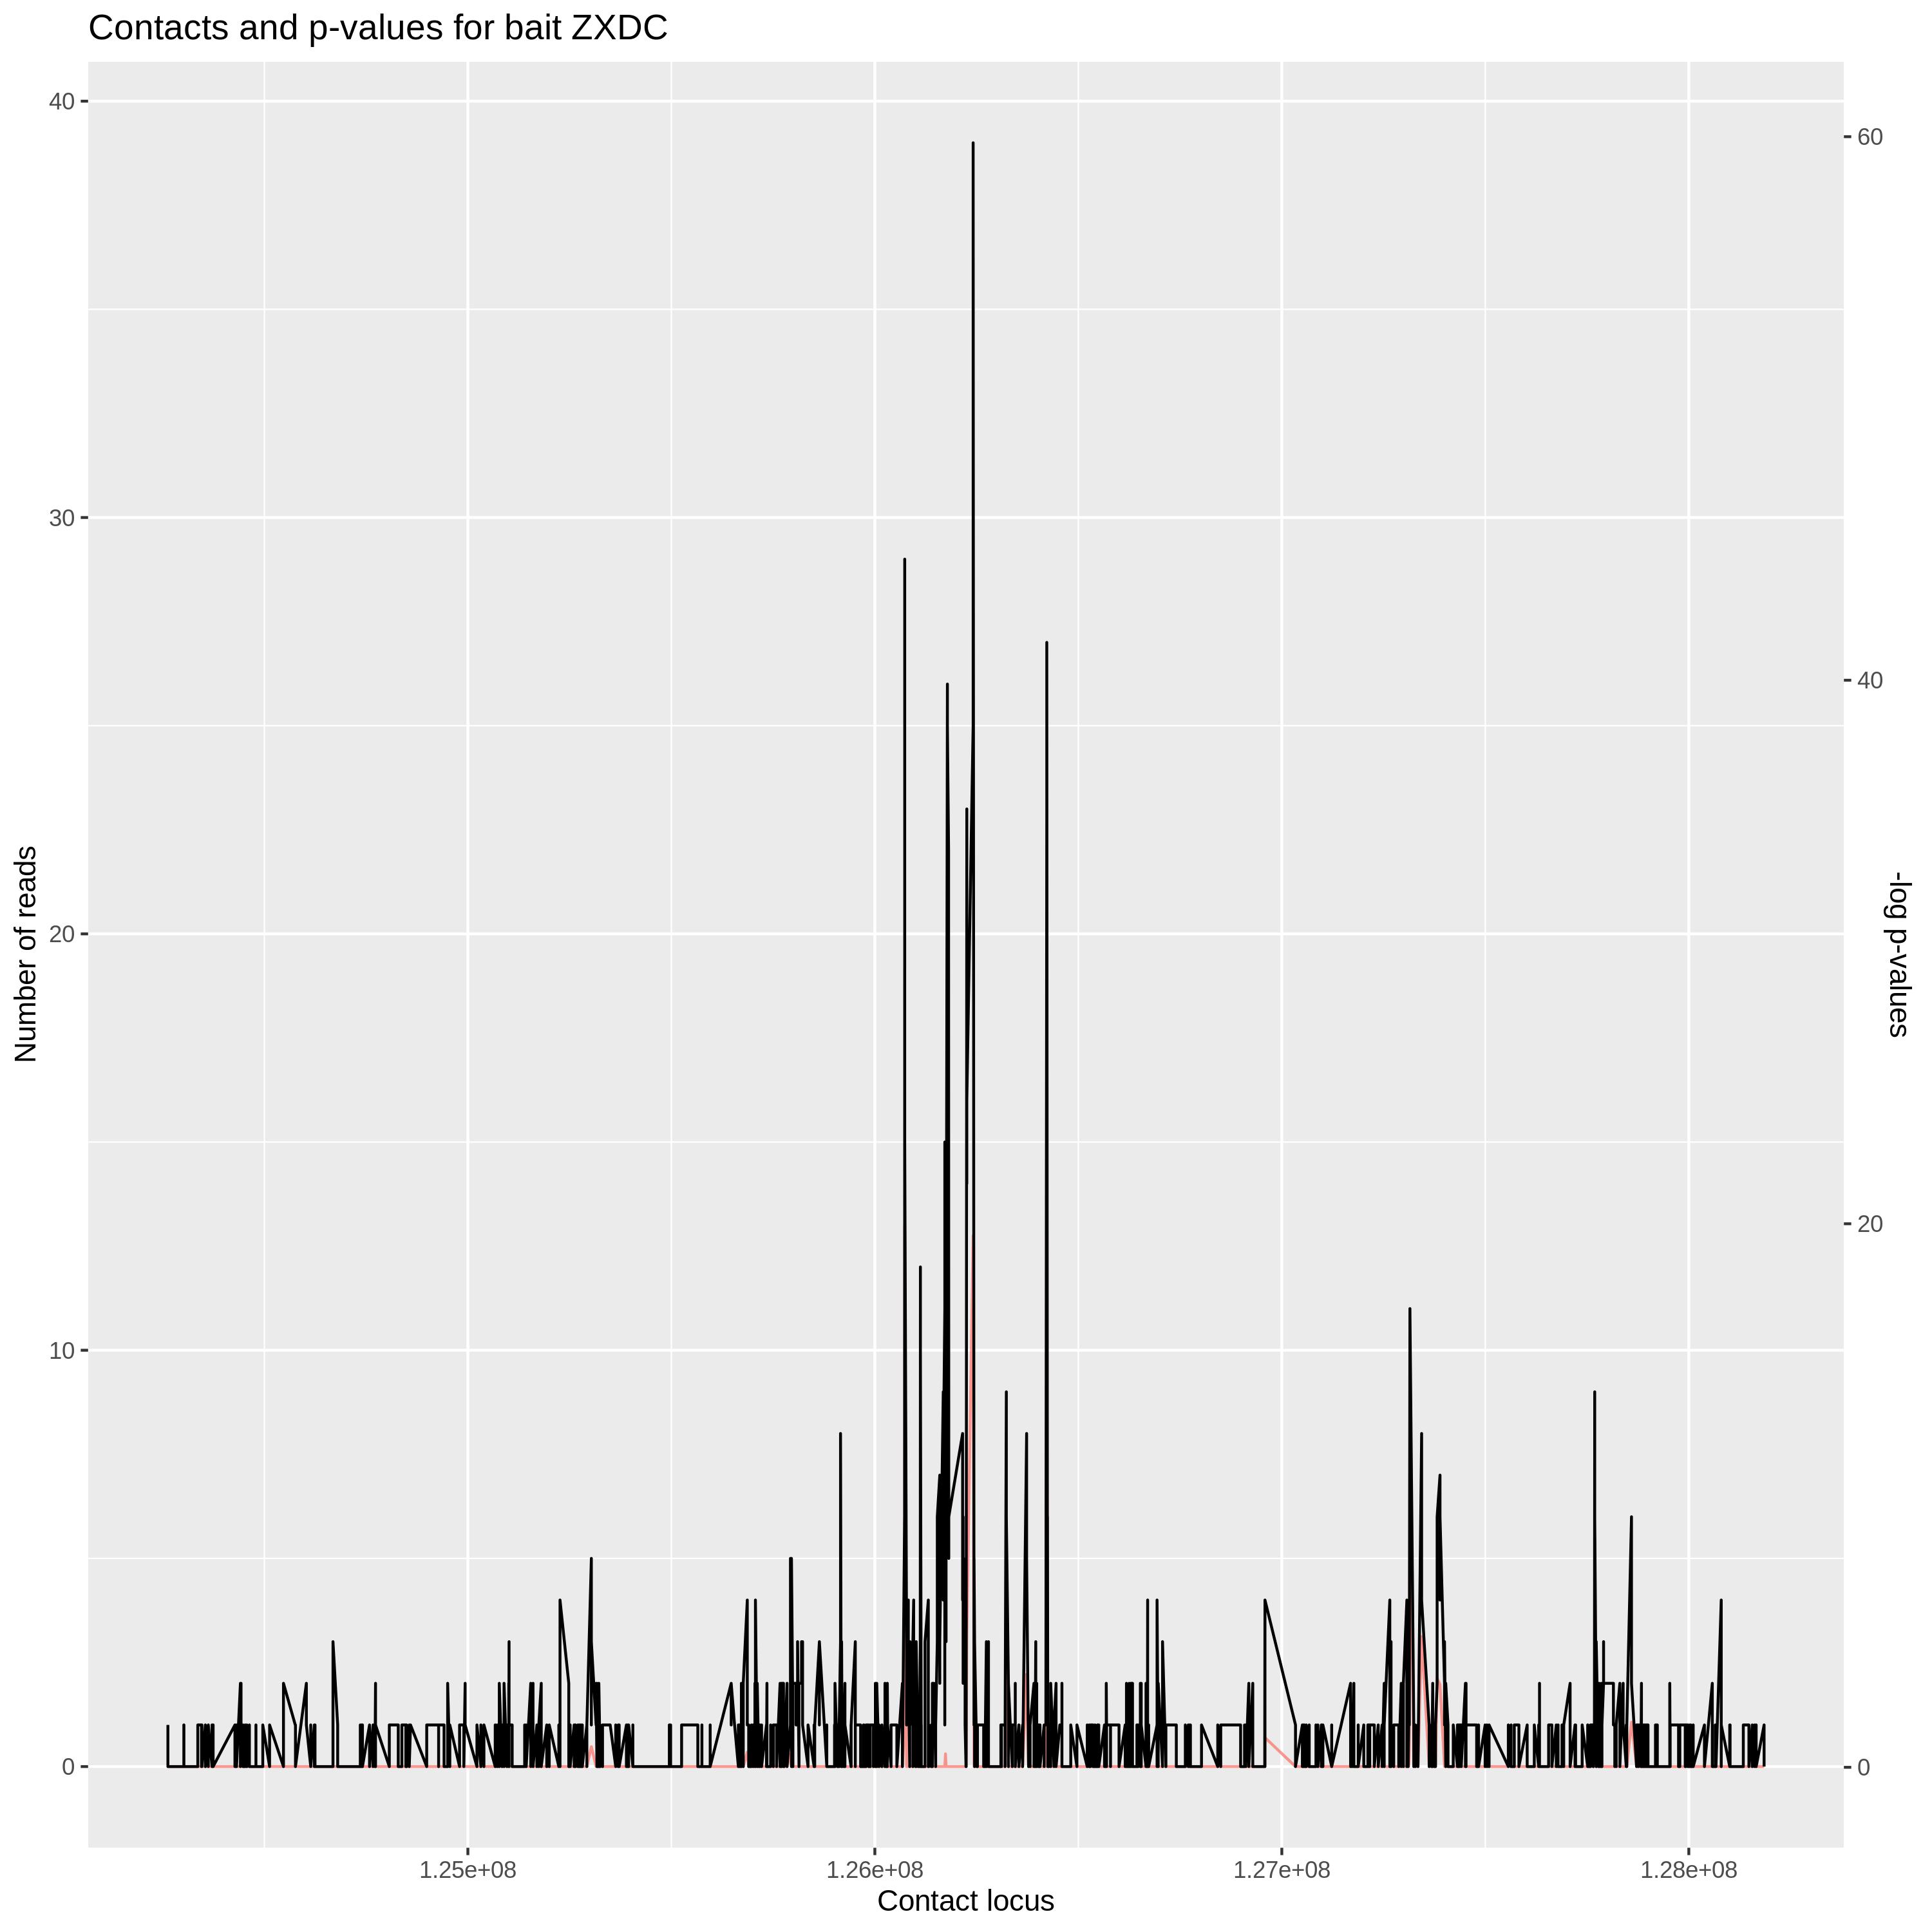 Contacts and p-values for bait ZXDC
40
30
20
10
0
Number of reads
60
40
20
0
-log p-values
1.25e+08
1.26e+08
1.27e+08
1.28e+08
Contact locus